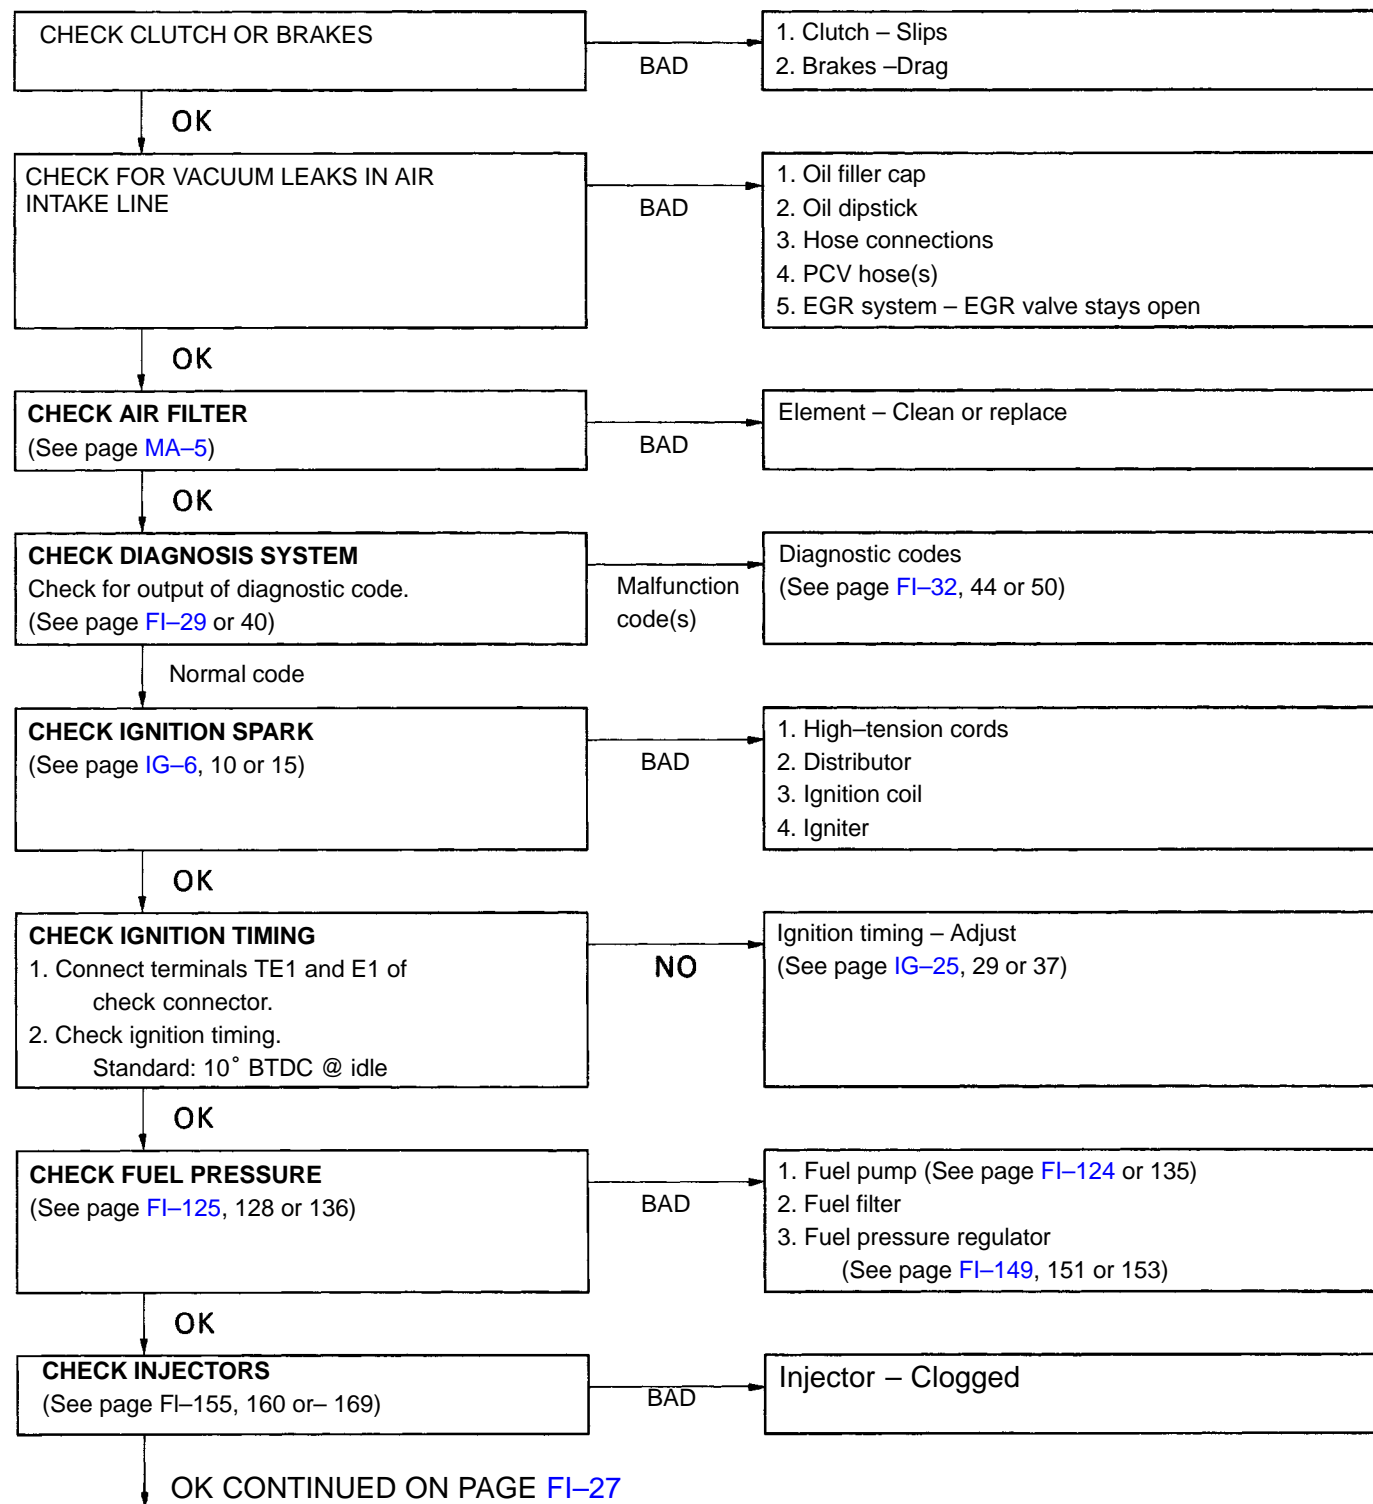 CHECK CLUTCH OR BRAKES
BAD
1. Clutch – Slips
2. Brakes –Drag
OK
CHECK FOR VACUUM LEAKS IN AIR
INTAKE LINE
BAD
1. Oil filler cap
2. Oil dipstick
3. Hose connections
4. PCV hose(s)
5. EGR system – EGR valve stays open
OK
CHECK AIR FILTER
(See page MA–5)
BAD
Element – Clean or replace
OK
CHECK DIAGNOSIS SYSTEM
Check for output of diagnostic code.
(See page FI–29 or 40)
Malfunction
code(s)
Diagnostic codes
(See page FI–32, 44 or 50)
Normal code
CHECK IGNITION SPARK
(See page IG–6, 10 or 15)
BAD
1. High–tension cords
2. Distributor
3. Ignition coil
4. Igniter
OK
CHECK IGNITION TIMING
1. Connect terminals TE1 and E1 of
check connector.
2. Check ignition timing.
Standard: 10° BTDC @ idle
NO
Ignition timing – Adjust
(See page IG–25, 29 or 37)
OK
CHECK FUEL PRESSURE
(See page FI–125, 128 or 136)
BAD
1. Fuel pump (See page FI–124 or 135)
2. Fuel filter
3. Fuel pressure regulator
(See page FI–149, 151 or 153)
OK
CHECK INJECTORS
(See page FI–155, 160 or– 169)
BAD
Injector – Clogged
OK CONTINUED ON PAGE FI–27